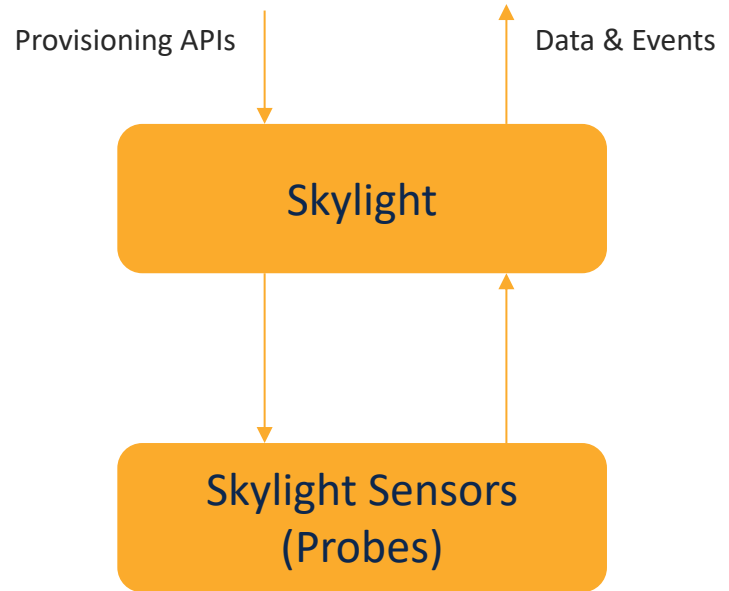 Provisioning APIs
Data & Events
Skylight
Skylight Sensors
(Probes)